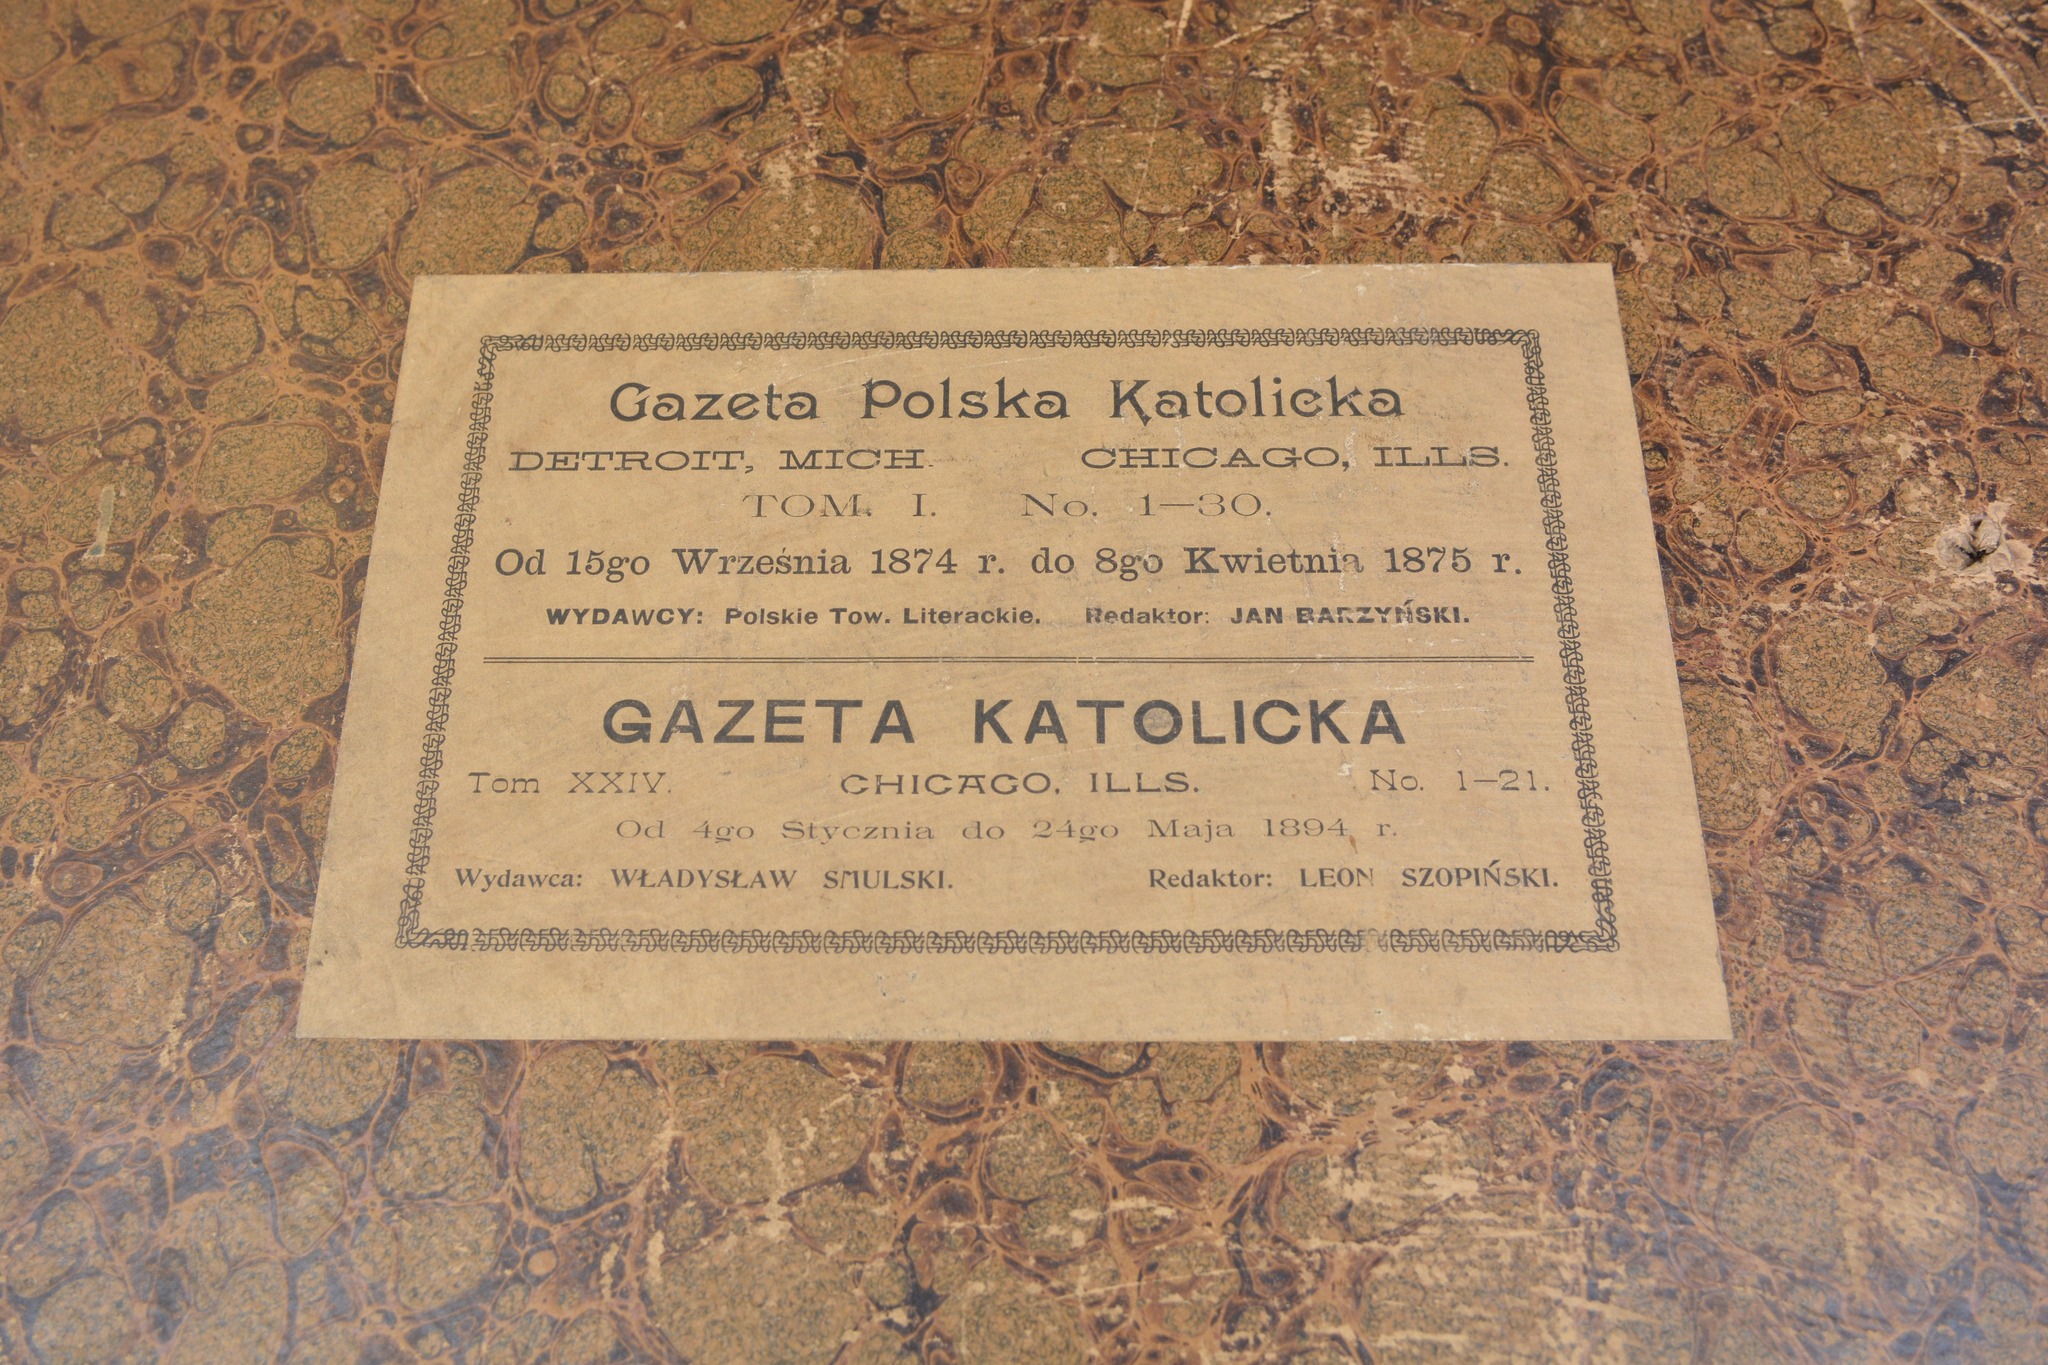 Gazeta Polska Katolicka
DETROIT, MICH. CHICAGO, ILLS.
TOM. I. No. 1—30.
Od 15go Września 1874 r. do 8go Kwietnia 1875 r.
WYDAWCY: Polskie Tow. Literackie. Redaktor: JAN BARZYŃSKI.
GAZETA KATOLICKA
Tom XXIV. CHICAGO, ILLS. No. 1—21.
Od 4go Stycznia do 24go Maja 1894 r.
Wydawca: WŁADYSŁAW SMULSKI. Redaktor: LEON SZOPIŃSKI.